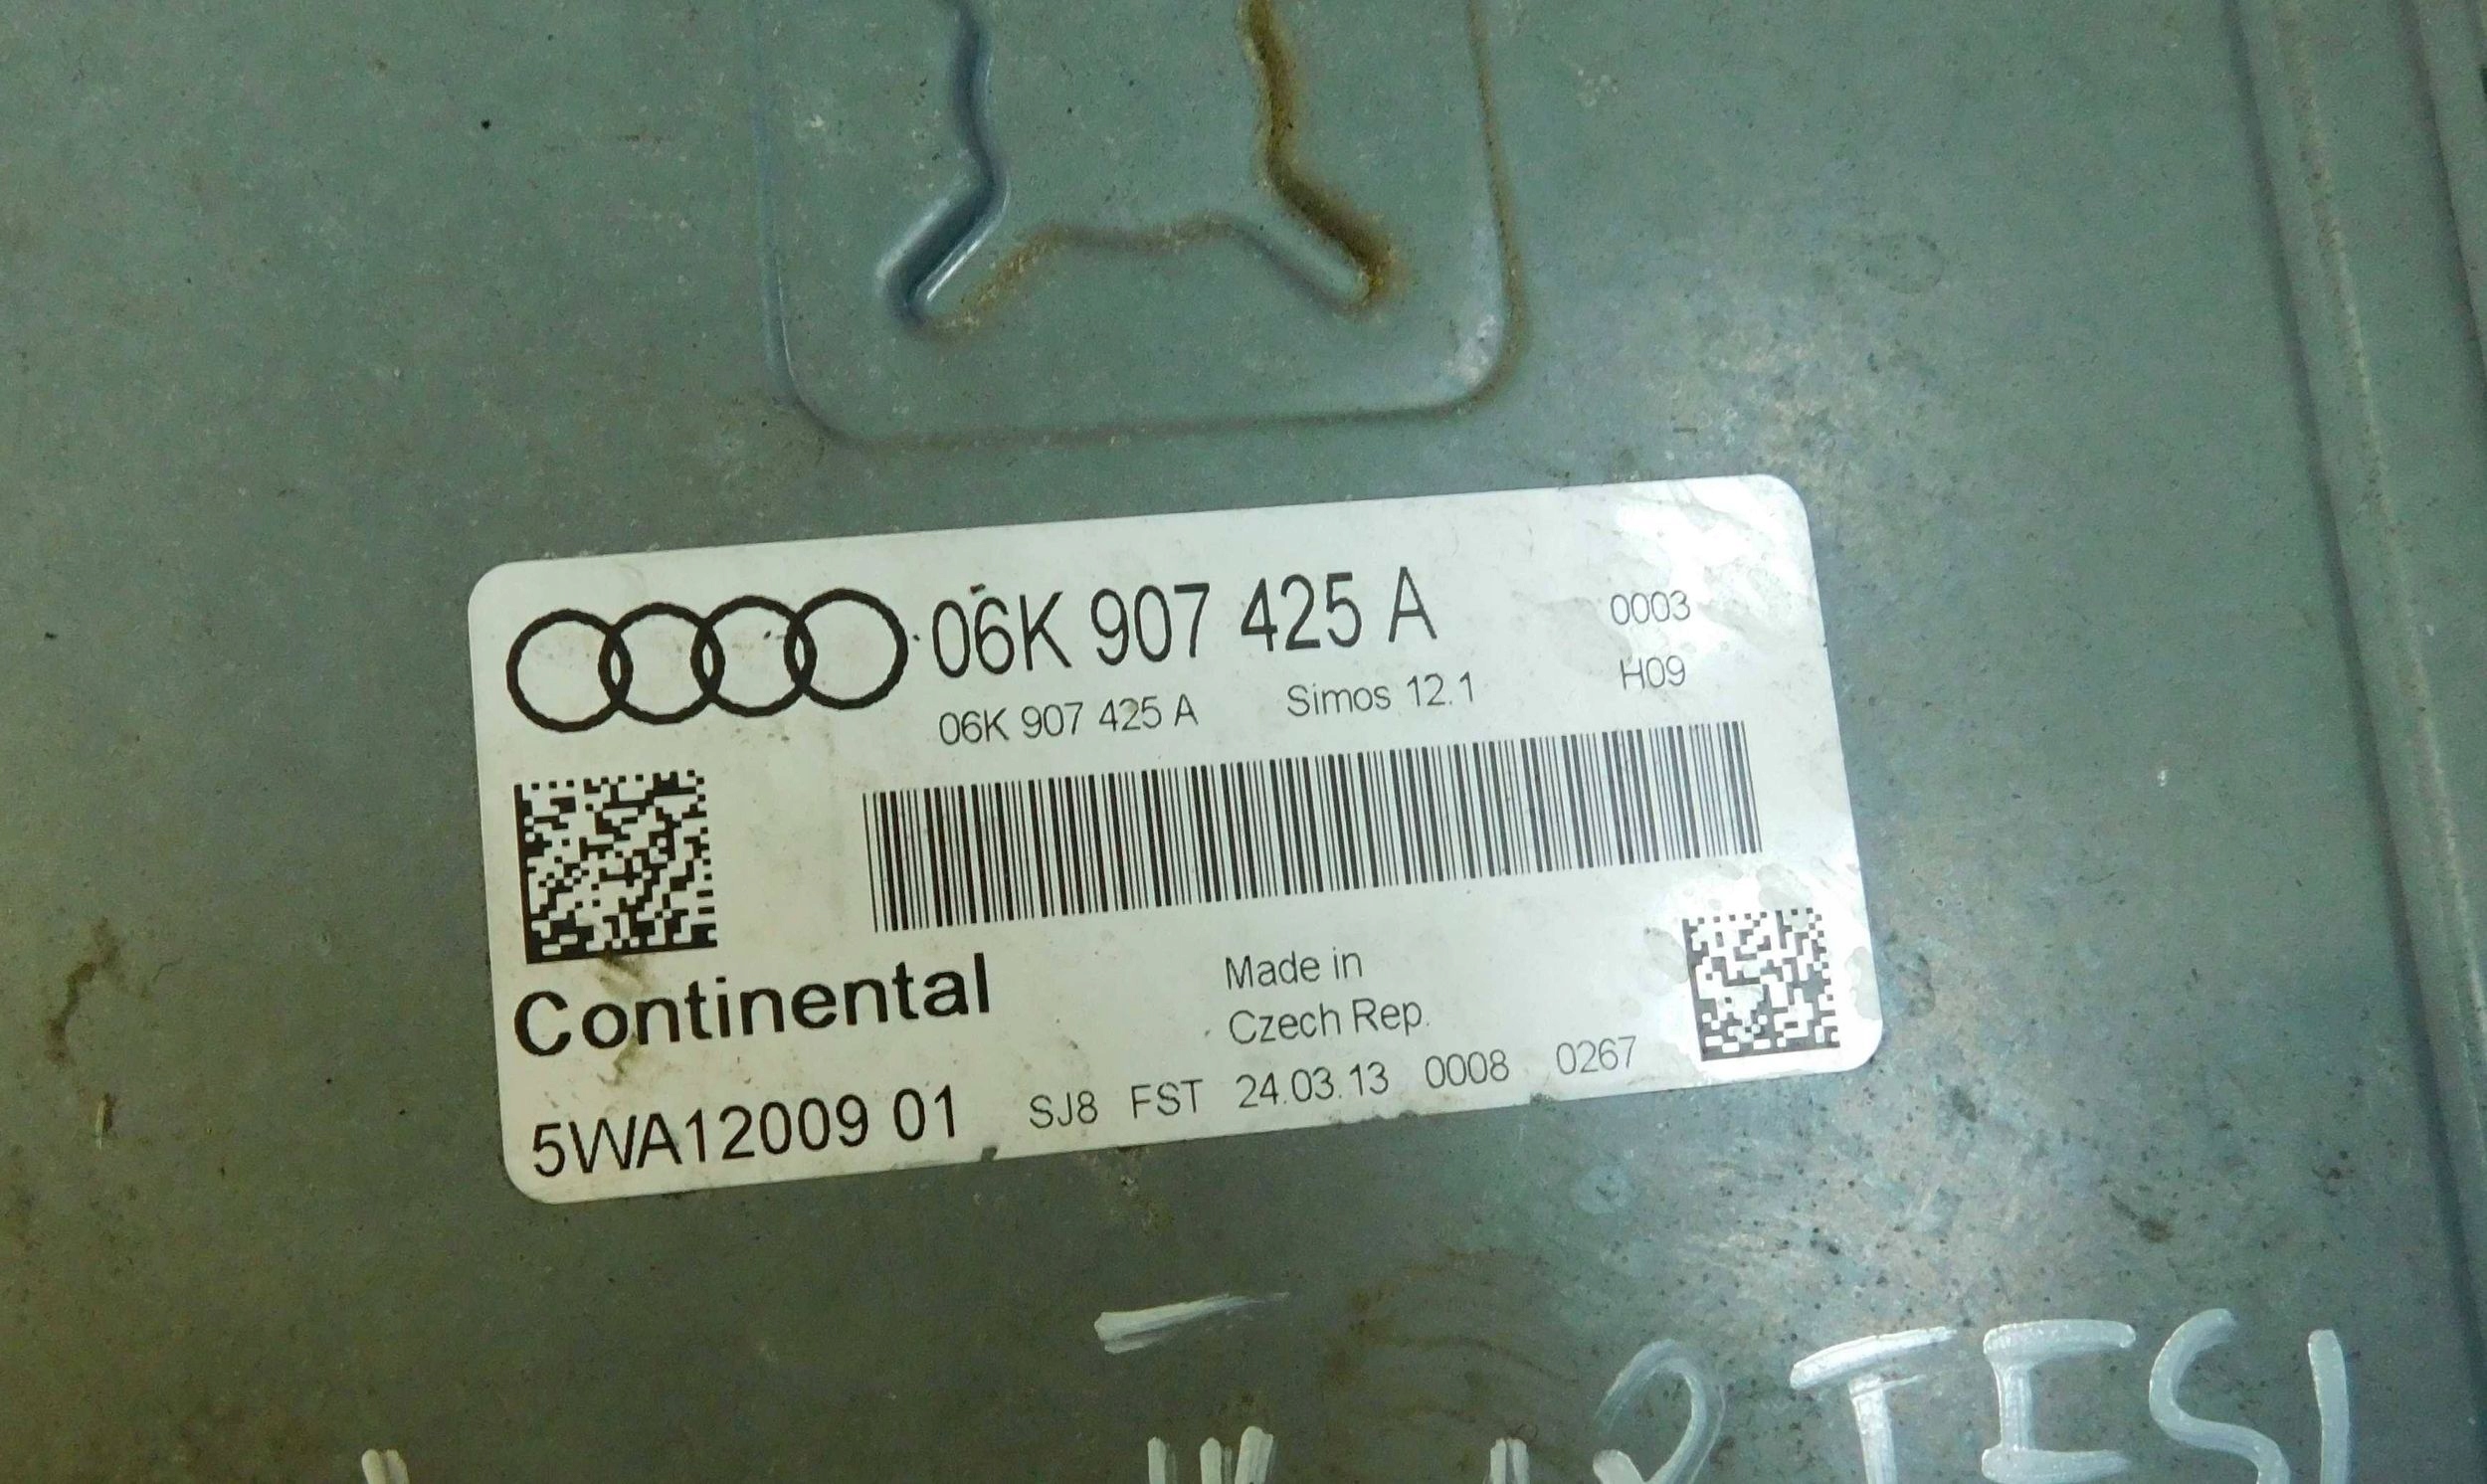 06K 907 425 A 0003
06K 907 425 A Simos 12.1 H09
Continental
Made in
Czech Rep.
5WA12009 01 SJ8 FST 24.03.13 0008 0267